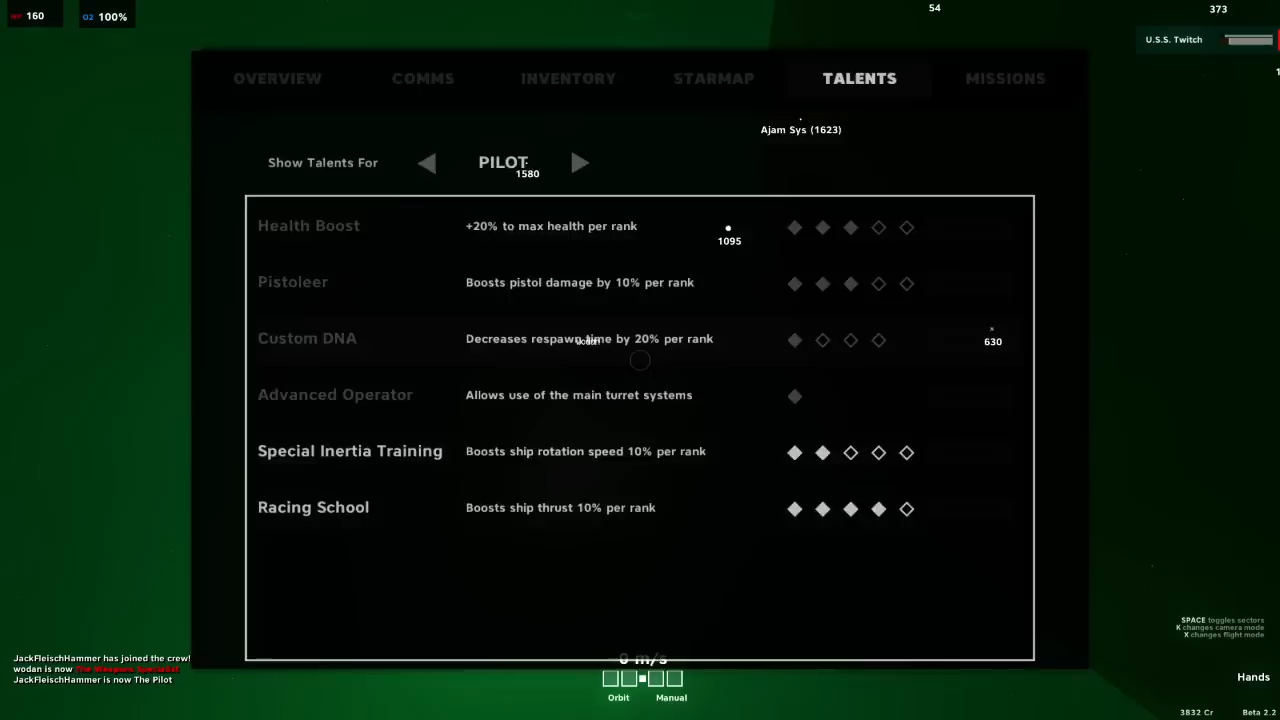 HP 160
O2 100%
54
373
U.S.S. Twitch
OVERVIEW COMMS INVENTORY STARMAP TALENTS MISSIONS
Ajam Sys (1623)
Show Talents For PILOT
1580
Health Boost +20% to max health per rank
1095
Pistoleer Boosts pistol damage by 10% per rank
Custom DNA Decreases respawn time by 20% per rank
wodan
630
Advanced Operator Allows use of the main turret systems
Special Inertia Training Boosts ship rotation speed 10% per rank
Racing School Boosts ship thrust 10% per rank
SPACE toggles sectors
K changes camera mode
X changes flight mode
JackFleischHammer has joined the crew!
wodan is now The Weapons Specialist
JackFleischHammer is now The Pilot
0 m/s
Orbit Manual
Hands
3832 Cr Beta 2.2